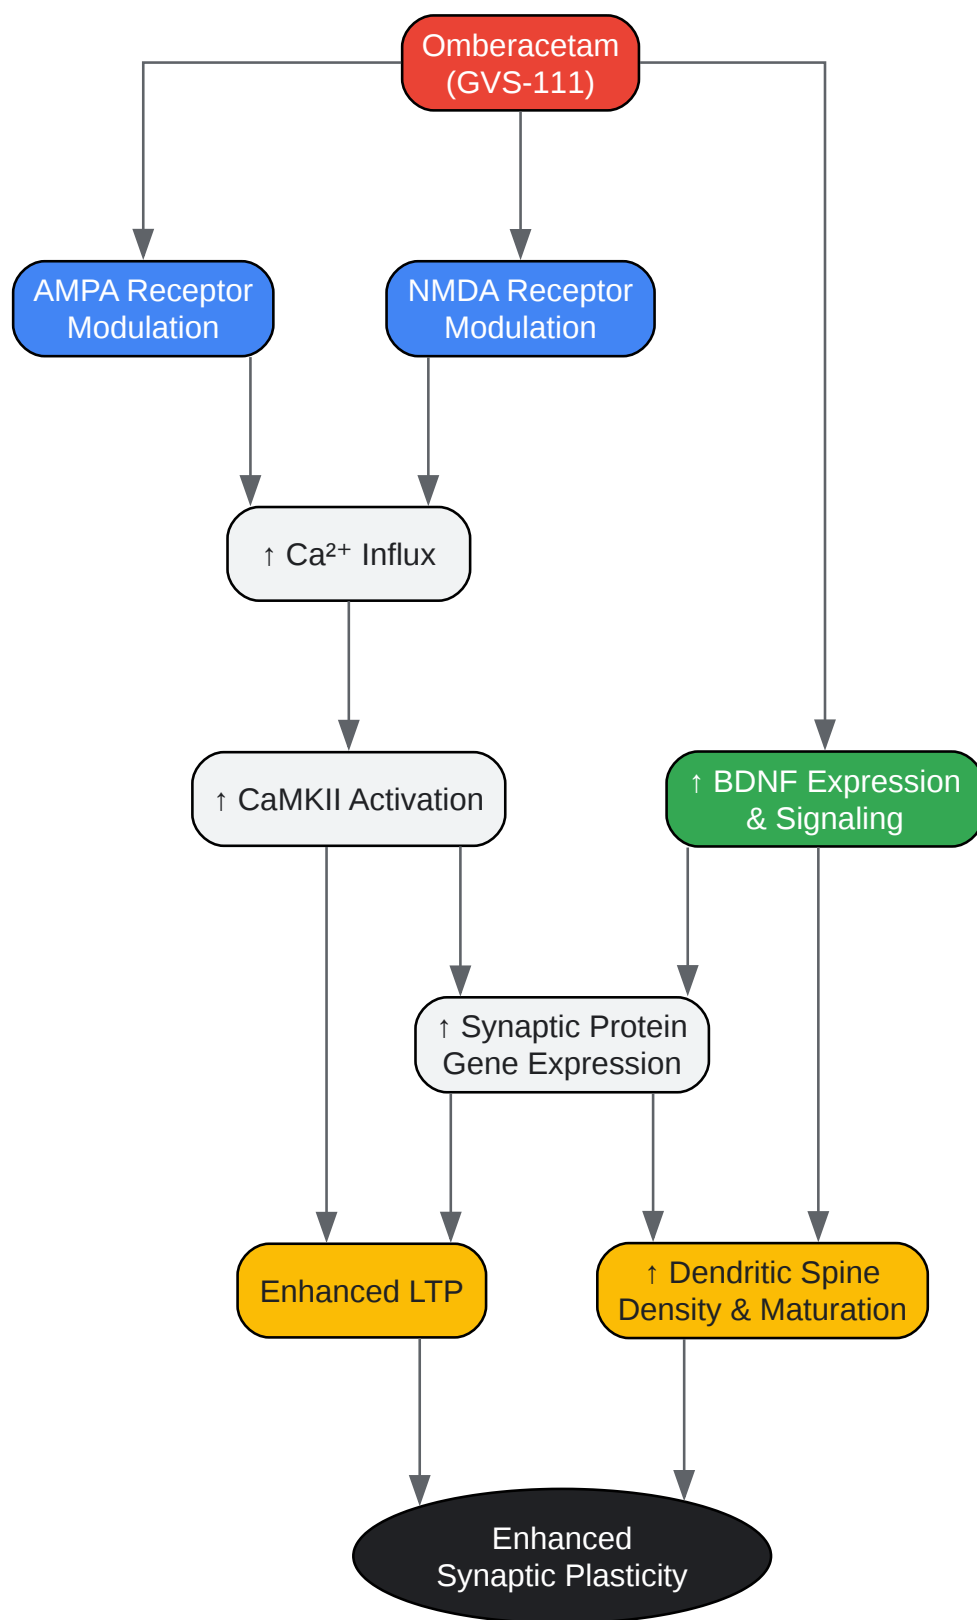 Omberacetam
(GVS-111)
AMPA Receptor
Modulation
NMDA Receptor
Modulation
↑ Ca²⁺ Influx
↑ CaMKII Activation
↑ BDNF Expression
& Signaling
↑ Synaptic Protein
Gene Expression
Enhanced LTP
↑ Dendritic Spine
Density & Maturation
Enhanced
Synaptic Plasticity